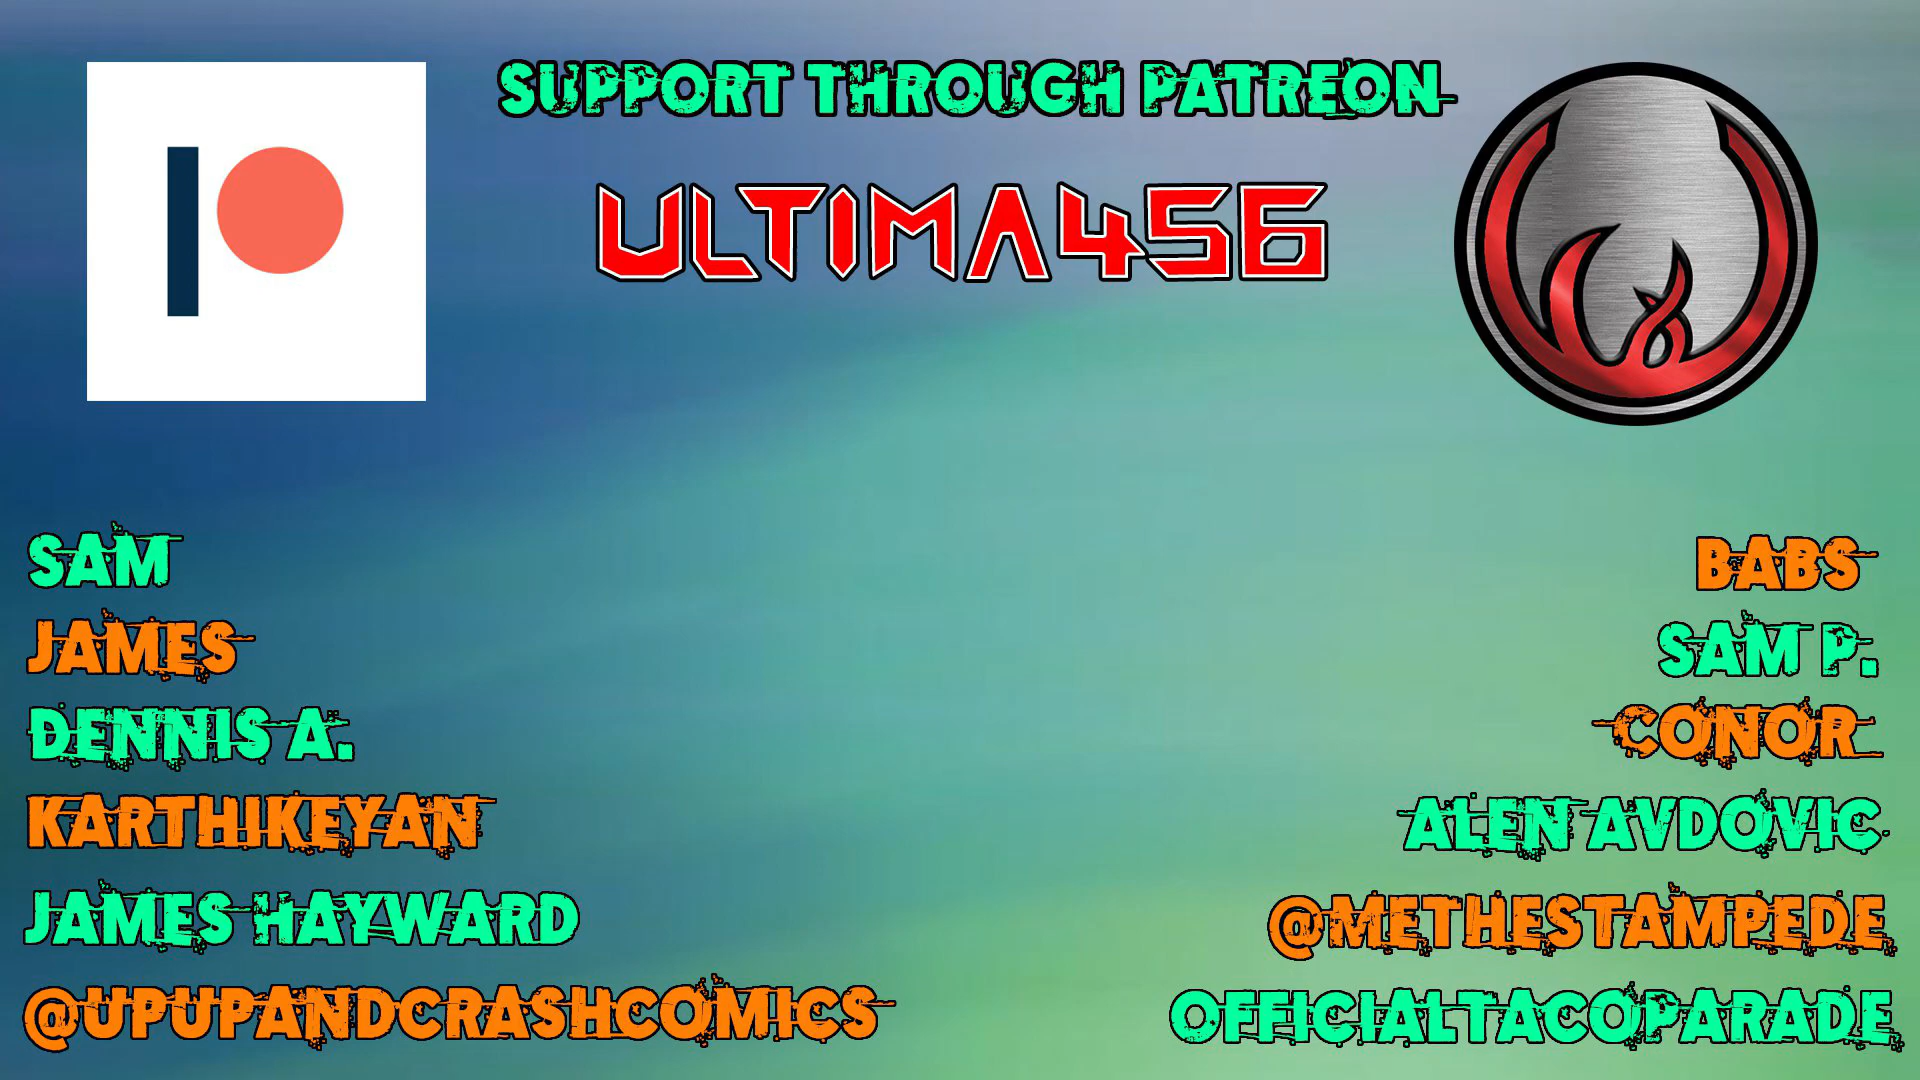 SUPPORT THROUGH PATREON
ULTIMA456
SAM
JAMES
DENNIS A.
KARTHIKEYAN
JAMES HAYWARD
@UPUPANDCRASHCOMICS
BABS
SAM P.
CONOR
ALEN AVDOVIC
@METHESTAMPEDE
OFFICIALTACOPARADE